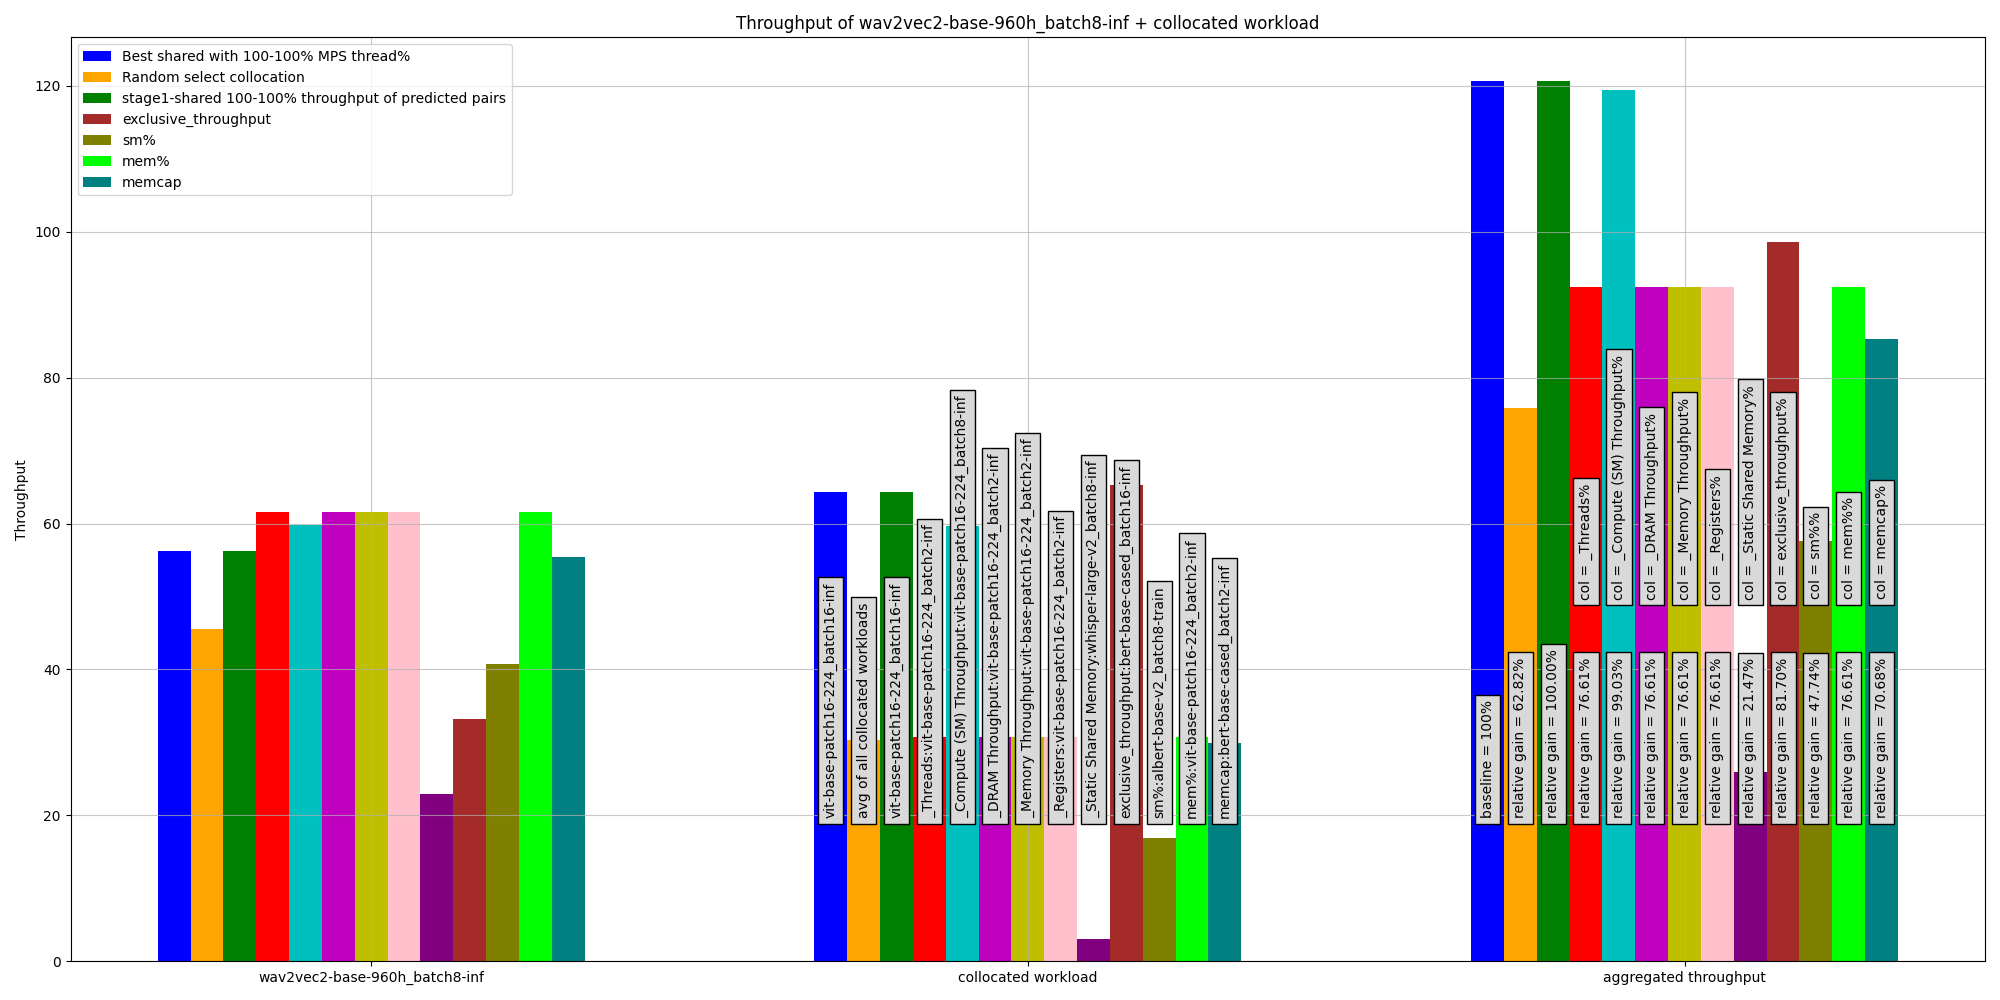 Throughput of wav2vec2-base-960h_batch8-inf + collocated workload
Best shared with 100-100% MPS thread%
Random select collocation
stage1-shared 100-100% throughput of predicted pairs
exclusive_throughput
sm%
mem%
memcap
Throughput
120
100
80
60
40
20
0
vit-base-patch16-224_batch16-inf
avg of all collocated workloads
vit-base-patch16-224_batch16-inf
_Threads:vit-base-patch16-224_batch2-inf
_Compute (SM) Throughput:vit-base-patch16-224_batch8-inf
_DRAM Throughput:vit-base-patch16-224_batch2-inf
_Memory Throughput:vit-base-patch16-224_batch2-inf
_Registers:vit-base-patch16-224_batch2-inf
_Static Shared Memory:whisper-large-v2_batch8-inf
exclusive_throughput:bert-base-cased_batch16-inf
sm%:albert-base-v2_batch8-train
mem%:vit-base-patch16-224_batch2-inf
memcap:bert-base-cased_batch2-inf
col = _Threads%
col = _Compute (SM) Throughput%
col = _DRAM Throughput%
col = _Memory Throughput%
col = _Registers%
col = _Static Shared Memory%
col = exclusive_throughput%
col = sm%%
col = mem%%
col = memcap%
baseline = 100%
relative gain = 62.82%
relative gain = 100.00%
relative gain = 76.61%
relative gain = 99.03%
relative gain = 76.61%
relative gain = 76.61%
relative gain = 76.61%
relative gain = 21.47%
relative gain = 81.70%
relative gain = 47.74%
relative gain = 76.61%
relative gain = 70.68%
wav2vec2-base-960h_batch8-inf
collocated workload
aggregated throughput